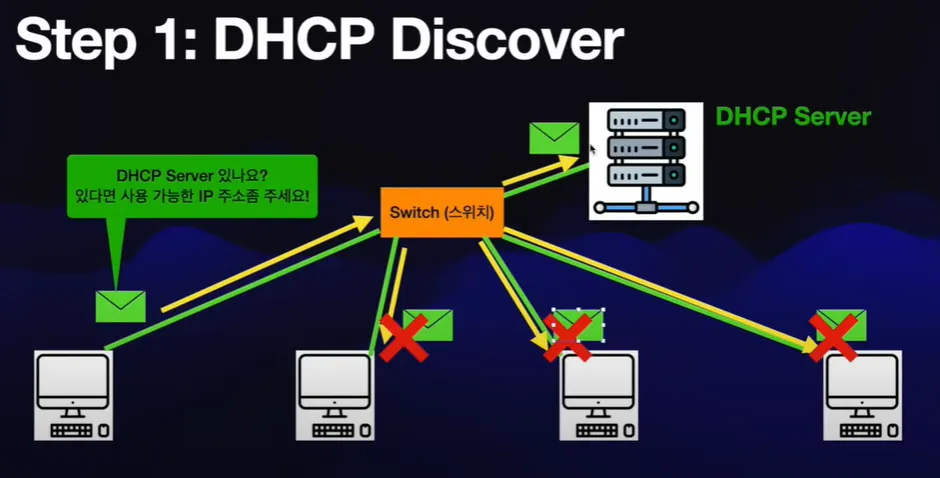 Step 1: DHCP Discover
DHCP Server
DHCP Server 있나요?
있다면 사용 가능한 IP 주소좀 주세요!
Switch (스위치)